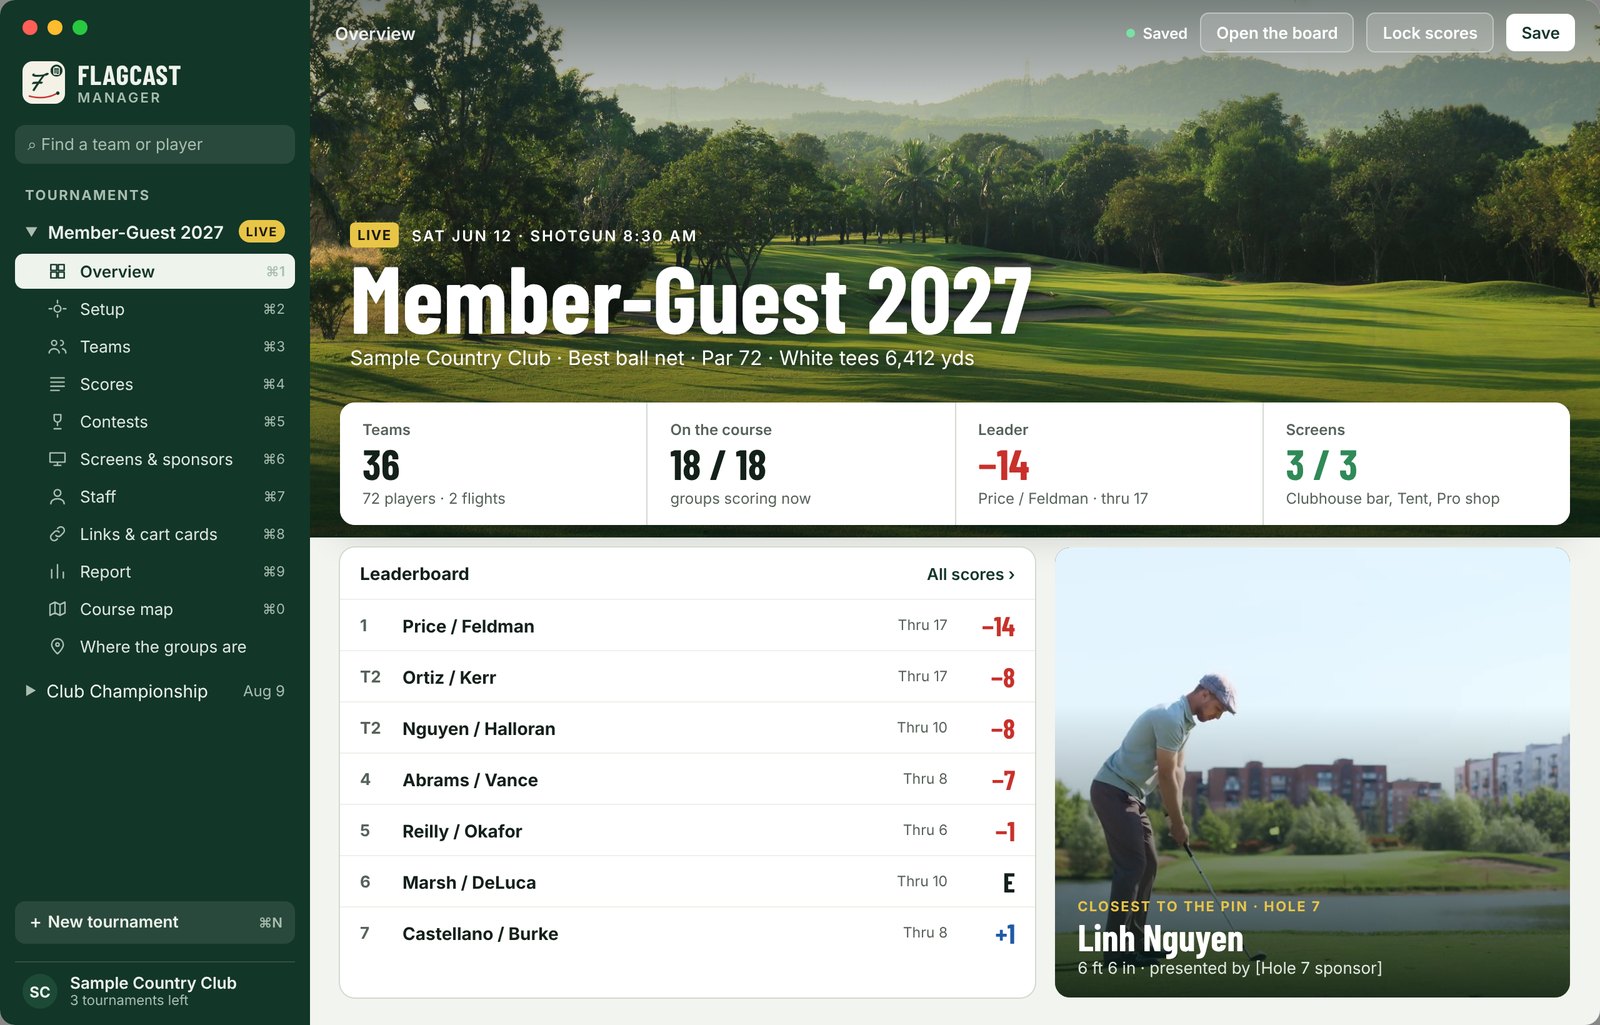 FLAGCAST
MANAGER
Find a team or player
TOURNAMENTS
Member-Guest 2027 LIVE
Overview ⌘1
Setup ⌘2
Teams ⌘3
Scores ⌘4
Contests ⌘5
Screens & sponsors ⌘6
Staff ⌘7
Links & cart cards ⌘8
Report ⌘9
Course map ⌘0
Where the groups are
Club Championship Aug 9
+ New tournament ⌘N
SC
Sample Country Club
3 tournaments left
Overview
Saved
Open the board
Lock scores
Save
LIVE SAT JUN 12 · SHOTGUN 8:30 AM
Member-Guest 2027
Sample Country Club · Best ball net · Par 72 · White tees 6,412 yds
Teams
36
72 players · 2 flights
On the course
18 / 18
groups scoring now
Leader
−14
Price / Feldman · thru 17
Screens
3 / 3
Clubhouse bar, Tent, Pro shop
Leaderboard All scores ›
1 Price / Feldman Thru 17 −14
T2 Ortiz / Kerr Thru 17 −8
T2 Nguyen / Halloran Thru 10 −8
4 Abrams / Vance Thru 8 −7
5 Reilly / Okafor Thru 6 −1
6 Marsh / DeLuca Thru 10 E
7 Castellano / Burke Thru 8 +1
CLOSEST TO THE PIN · HOLE 7
Linh Nguyen
6 ft 6 in · presented by [Hole 7 sponsor]